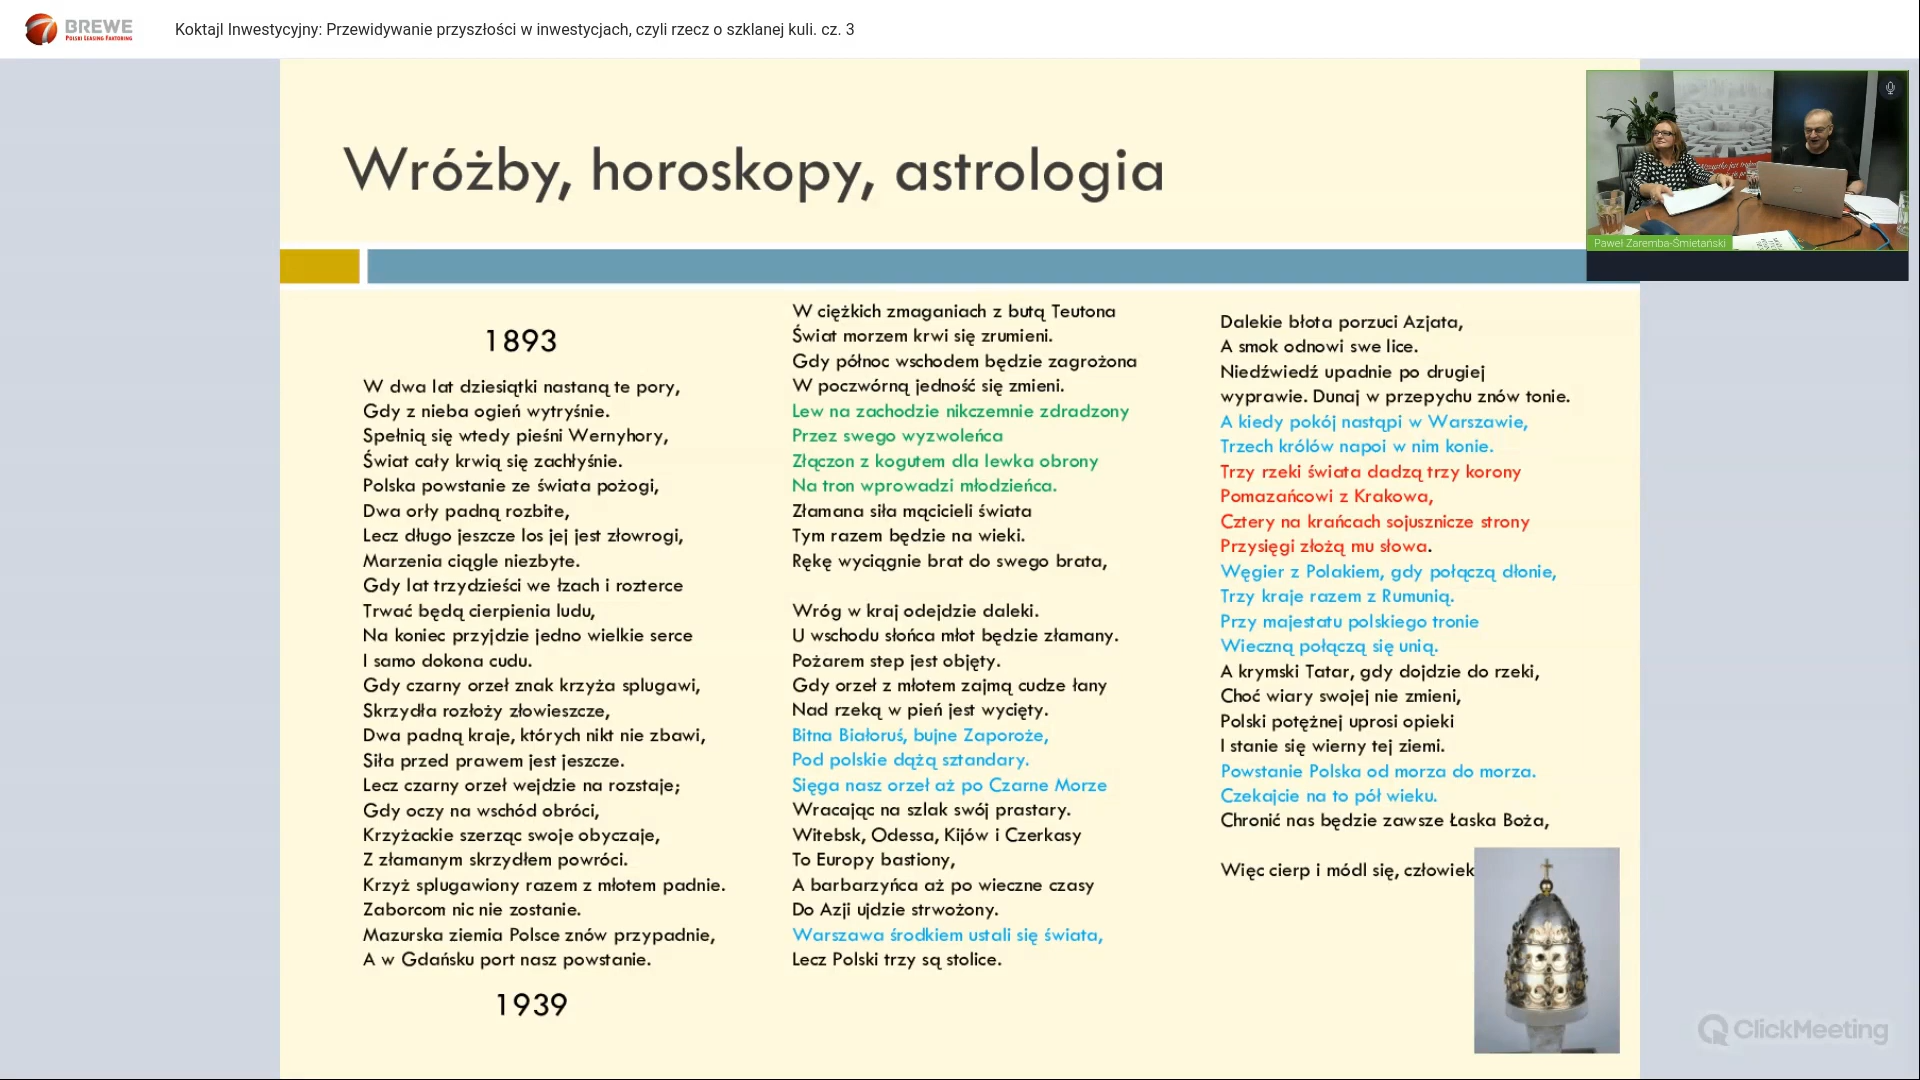 BREWE
POLSKI LEASING FAKTORING
Koktajl Inwestycyjny: Przewidywanie przyszłości w inwestycjach, czyli rzecz o szklanej kuli. cz. 3
Wróżby, horoskopy, astrologia
Paweł Zaremba-Śmietański
1893
W dwa lat dziesiątki nastaną te pory,
Gdy z nieba ogień wytryśnie.
Spełnią się wtedy pieśni Wernyhory,
Świat cały krwią się zachłyśnie.
Polska powstanie ze świata pożogi,
Dwa orły padną rozbite,
Lecz długo jeszcze los jej jest złowrogi,
Marzenia ciągle niezbyte.
Gdy lat trzydzieści we łzach i rozterce
Trwać będą cierpienia ludu,
Na koniec przyjdzie jedno wielkie serce
I samo dokona cudu.
Gdy czarny orzeł znak krzyża splugawi,
Skrzydła rozłoży złowieszcze,
Dwa padną kraje, których nikt nie zbawi,
Siła przed prawem jest jeszcze.
Lecz czarny orzeł wejdzie na rozstaje;
Gdy oczy na wschód obróci,
Krzyżackie szerząc swoje obyczaje,
Z złamanym skrzydłem powróci.
Krzyż splugawiony razem z młotem padnie.
Zaborcom nic nie zostanie.
Mazurska ziemia Polsce znów przypadnie,
A w Gdańsku port nasz powstanie.
1939
W ciężkich zmaganiach z butą Teutona
Świat morzem krwi się zrumieni.
Gdy północ wschodem będzie zagrożona
W poczwórną jedność się zmieni.
Lew na zachodzie nikczemnie zdradzony
Przez swego wyzwoleńca
Złączon z kogutem dla lewka obrony
Na tron wprowadzi młodzieńca.
Złamana siła mącicieli świata
Tym razem będzie na wieki.
Rękę wyciągnie brat do swego brata,
Wróg w kraj odejdzie daleki.
U wschodu słońca młot będzie złamany.
Pożarem step jest objęty.
Gdy orzeł z młotem zajmą cudze łany
Nad rzeką w pień jest wycięty.
Bitna Białoruś, bujne Zaporoże,
Pod polskie dążą sztandary.
Sięga nasz orzeł aż po Czarne Morze
Wracając na szlak swój prastary.
Witebsk, Odessa, Kijów i Czerkasy
To Europy bastiony,
A barbarzyńca aż po wieczne czasy
Do Azji ujdzie strwożony.
Warszawa środkiem ustali się świata,
Lecz Polski trzy są stolice.
Dalekie błota porzuci Azjata,
A smok odnowi swe lice.
Niedźwiedź upadnie po drugiej
wyprawie. Dunaj w przepychu znów tonie.
A kiedy pokój nastąpi w Warszawie,
Trzech królów napoi w nim konie.
Trzy rzeki świata dadzą trzy korony
Pomazańcowi z Krakowa,
Cztery na krańcach sojusznicze strony
Przysięgi złożą mu słowa.
Węgier z Polakiem, gdy połączą dłonie,
Trzy kraje razem z Rumunią.
Przy majestatu polskiego tronie
Wieczną połączą się unią.
A krymski Tatar, gdy dojdzie do rzeki,
Choć wiary swojej nie zmieni,
Polski potężnej uprosi opieki
I stanie się wierny tej ziemi.
Powstanie Polska od morza do morza.
Czekajcie na to pół wieku.
Chronić nas będzie zawsze Łaska Boża,
Więc cierp i módl się, człowiek
ClickMeeting